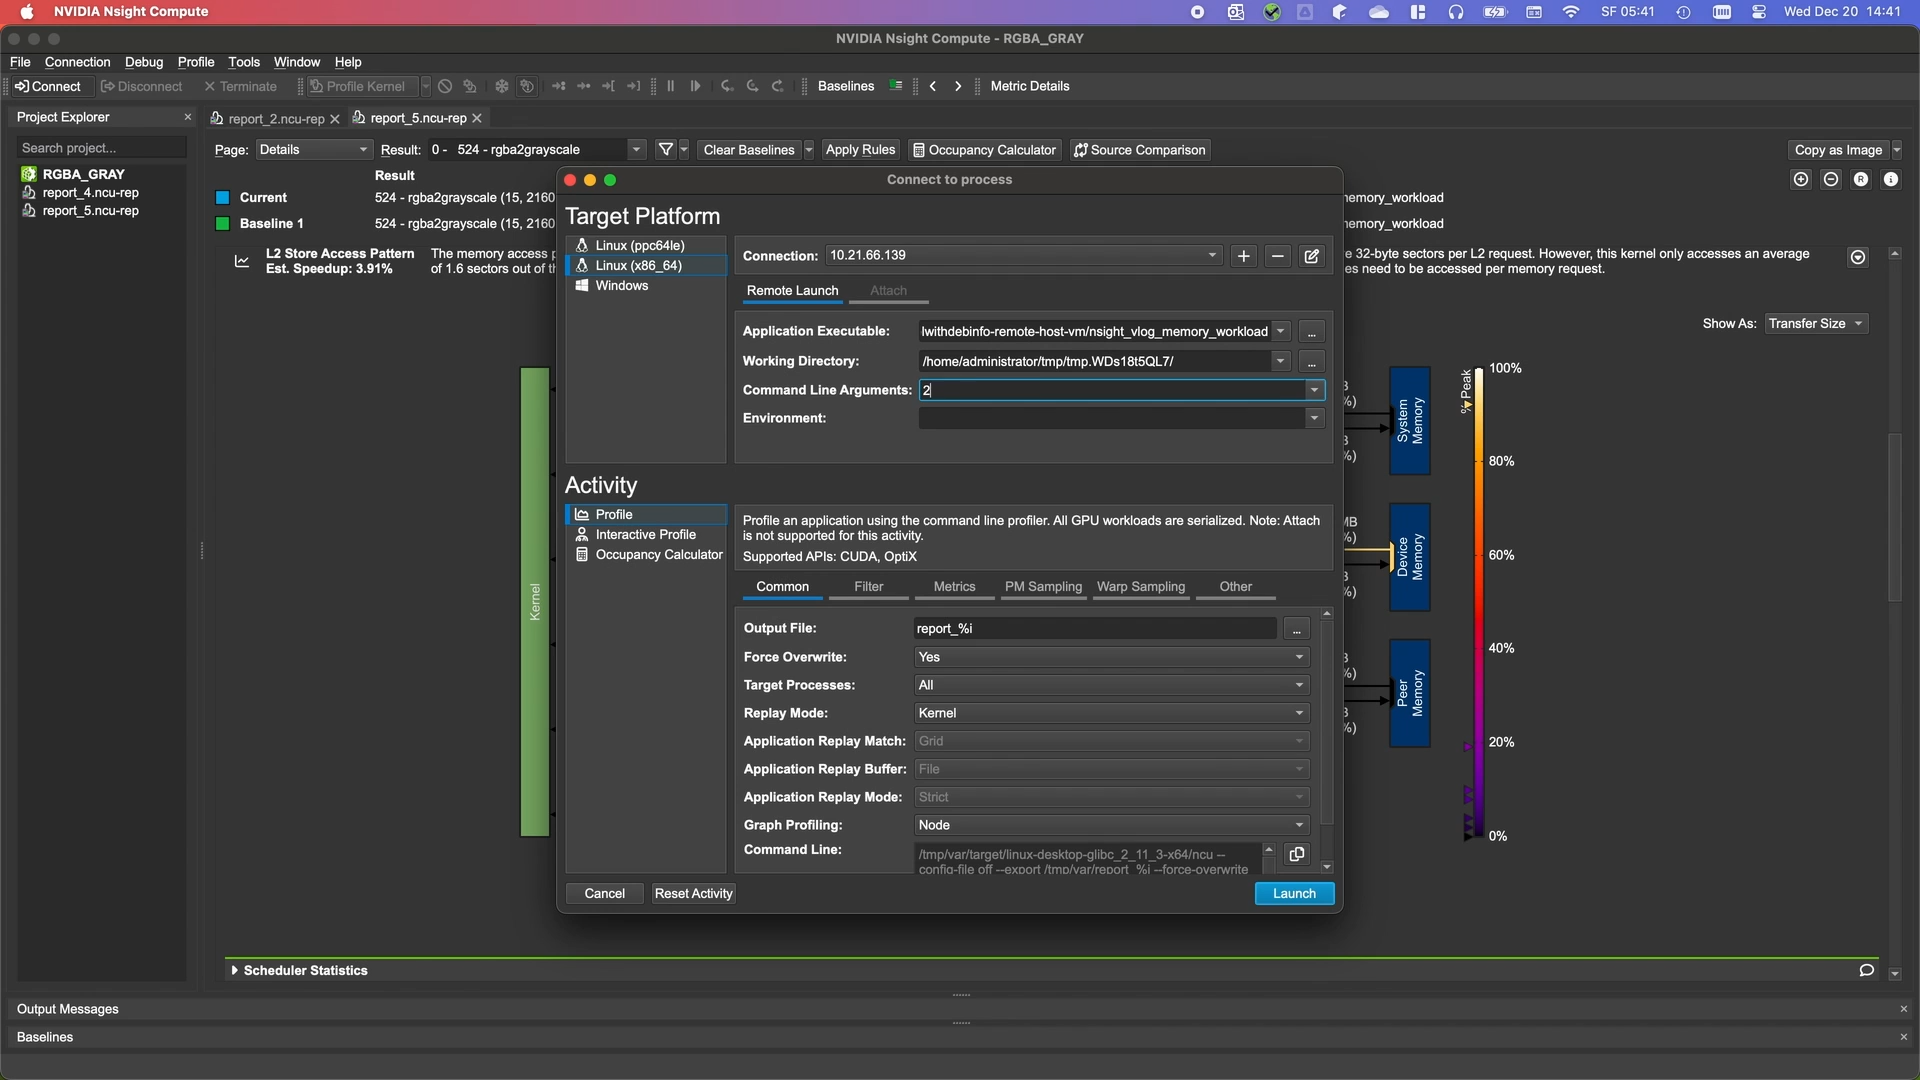 NVIDIA Nsight Compute
SF 05:41
Wed Dec 20 14:41
NVIDIA Nsight Compute - RGBA_GRAY
File Connection Debug Profile Tools Window Help
Connect Disconnect Terminate Profile Kernel Baselines Metric Details
Project Explorer
report_2.ncu-rep
report_5.ncu-rep
Search project...
RGBA_GRAY
report_4.ncu-rep
report_5.ncu-rep
Page: Details Result: 0 - 524 - rgba2grayscale Clear Baselines Apply Rules Occupancy Calculator Source Comparison Copy as Image
Result
Current 524 - rgba2grayscale (15, 2160 emory_workload
Baseline 1 524 - rgba2grayscale (15, 2160 emory_workload
L2 Store Access Pattern
Est. Speedup: 3.91%
The memory access p
of 1.6 sectors out of th
e 32-byte sectors per L2 request. However, this kernel only accesses an average
es need to be accessed per memory request.
Show As: Transfer Size
Connect to process
Target Platform
Linux (ppc64le)
Linux (x86_64)
Windows
Connection: 10.21.66.139
Remote Launch Attach
Application Executable: lwithdebinfo-remote-host-vm/nsight_vlog_memory_workload ...
Working Directory: /home/administrator/tmp/tmp.WDs18t5QL7/ ...
Command Line Arguments: 2
Environment:
Activity
Profile
Interactive Profile
Occupancy Calculator
Profile an application using the command line profiler. All GPU workloads are serialized. Note: Attach
is not supported for this activity.
Supported APIs: CUDA, OptiX
Common Filter Metrics PM Sampling Warp Sampling Other
Output File: report_%i ...
Force Overwrite: Yes
Target Processes: All
Replay Mode: Kernel
Application Replay Match: Grid
Application Replay Buffer: File
Application Replay Mode: Strict
Graph Profiling: Node
Command Line: /tmp/var/target/linux-desktop-glibc_2_11_3-x64/ncu --
config-file off --export /tmp/var/report_%i --force-overwrite
Cancel Reset Activity Launch
Kernel
System
Memory
Device
Memory
Peer
Memory
MB
%)
% Peak
100%
80%
60%
40%
20%
0%
Scheduler Statistics
Output Messages
Baselines